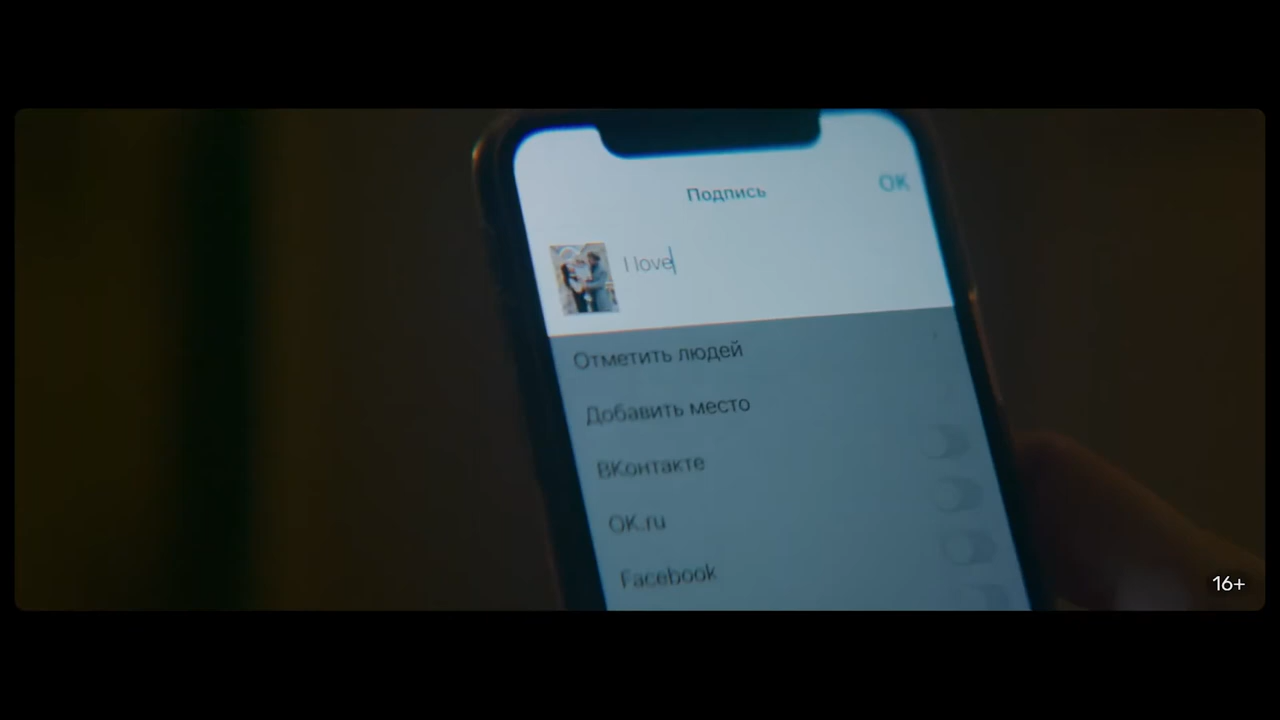 Подпись
OK
I love
Отметить людей
Добавить место
ВКонтакте
OK.ru
Facebook
16+